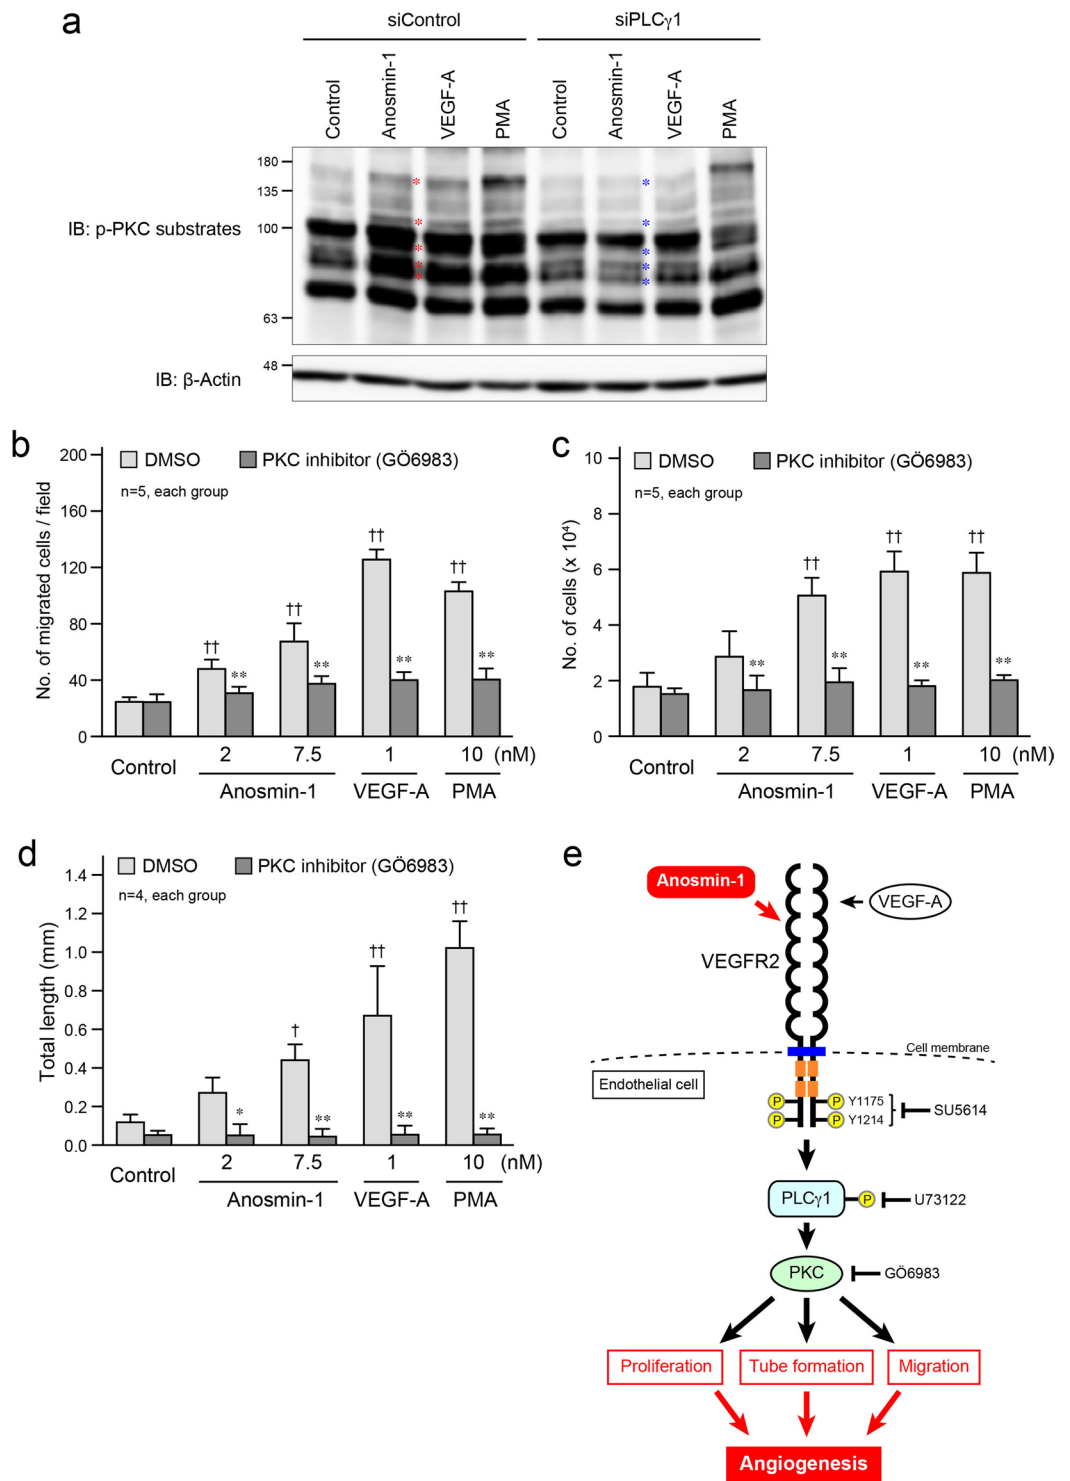 a
siControl
siPLCγ1
Control
Anosmin-1
VEGF-A
PMA
Control
Anosmin-1
VEGF-A
PMA
180
135
IB: p-PKC substrates
100
63
*
*
*
*
*
*
*
*
*
*
48
IB: β-Actin
b
DMSO
PKC inhibitor (GÖ6983)
n=5, each group
No. of migrated cells / field
200
160
120
80
40
0
††
**
††
**
††
**
††
**
Control
2
7.5
1
10
(nM)
Anosmin-1
VEGF-A
PMA
c
DMSO
PKC inhibitor (GÖ6983)
n=5, each group
No. of cells (x 10⁴)
10
8
6
4
2
0
**
††
**
††
**
††
**
Control
2
7.5
1
10
(nM)
Anosmin-1
VEGF-A
PMA
d
DMSO
PKC inhibitor (GÖ6983)
n=4, each group
Total length (mm)
1.4
1.2
1.0
0.8
0.6
0.4
0.2
0.0
*
†
**
††
**
††
**
Control
2
7.5
1
10
(nM)
Anosmin-1
VEGF-A
PMA
e
Anosmin-1
VEGF-A
VEGFR2
Cell membrane
Endothelial cell
P
P
Y1175
P
P
Y1214
SU5614
PLCγ1
P
U73122
PKC
GÖ6983
Proliferation
Tube formation
Migration
Angiogenesis